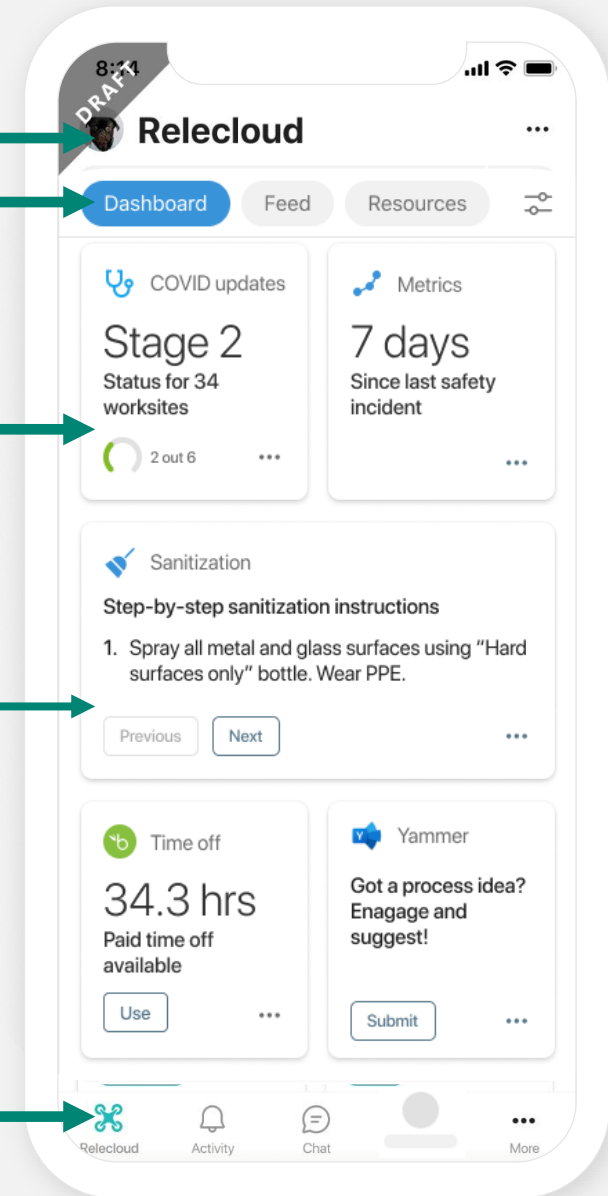 8:14
DRAFT
Relecloud
Dashboard Feed Resources
COVID updates
Stage 2
Status for 34
worksites
2 out 6
Metrics
7 days
Since last safety
incident
Sanitization
Step-by-step sanitization instructions
1. Spray all metal and glass surfaces using “Hard
surfaces only” bottle. Wear PPE.
Previous Next
Time off
34.3 hrs
Paid time off
available
Use
Yammer
Got a process idea?
Enagage and
suggest!
Submit
Relecloud Activity Chat More